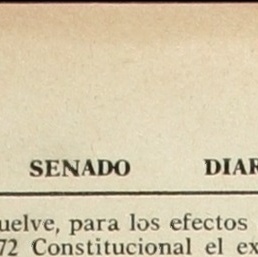 SENADO DIAR
uelve, para los efectos
72 Constitucional el ex